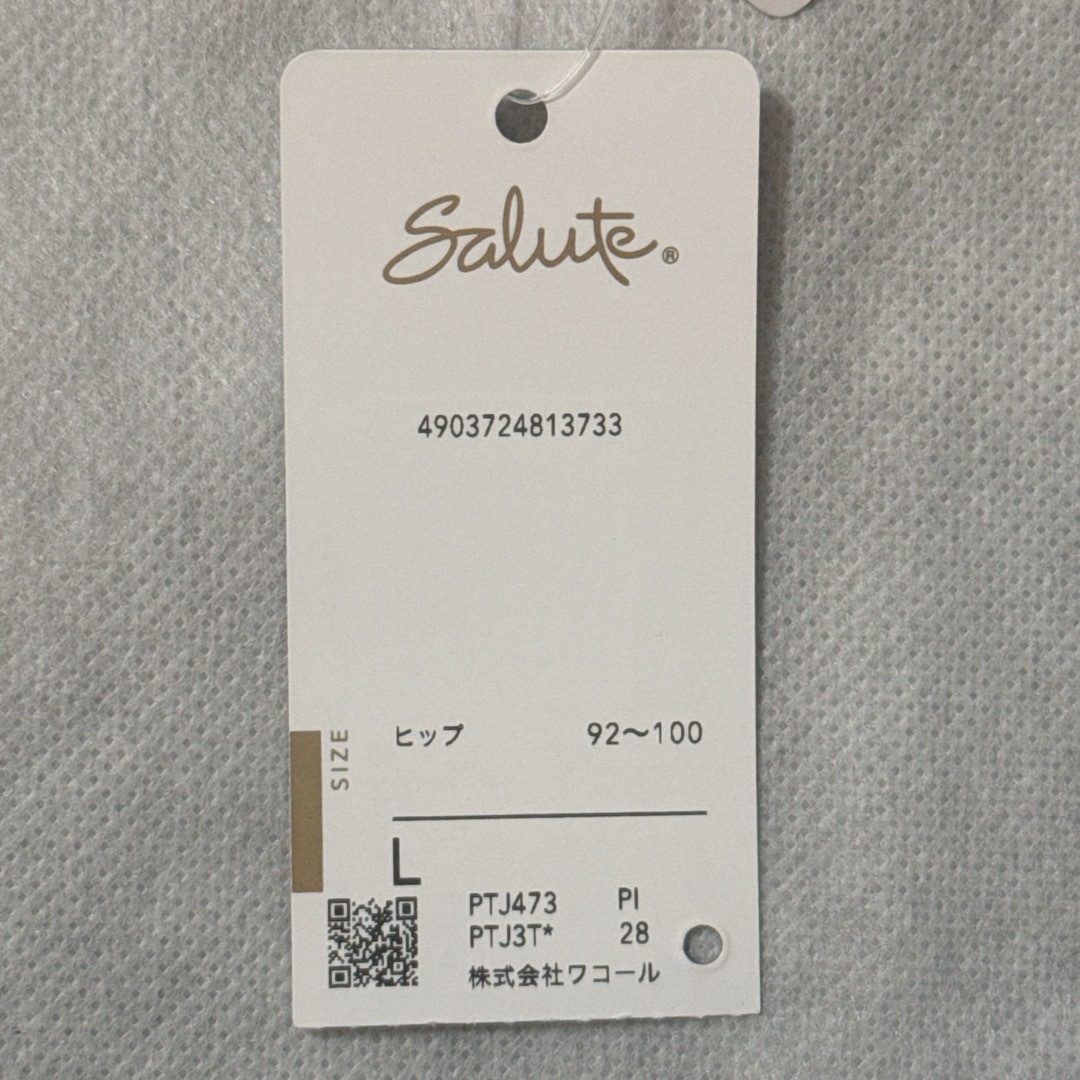 Salute®
4903724813733
SIZE
ヒップ 92〜100
L
PTJ473 PI
PTJ3T* 28
株式会社ワコール